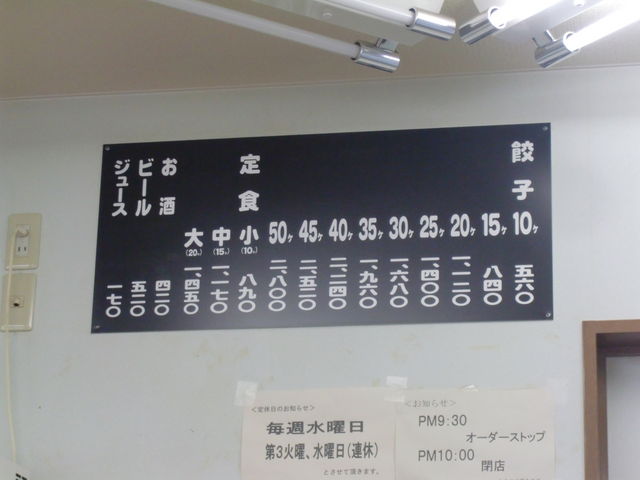 餃子 10ヶ 五六〇
15ヶ 八四〇
20ヶ 一、一二〇
25ヶ 一、四〇〇
30ヶ 一、六八〇
35ヶ 一、九六〇
40ヶ 二、二四〇
45ヶ 二、五二〇
50ヶ 二、八〇〇
定食 小(10ヶ) 八九〇
中(15ヶ) 一、一七〇
大(20ヶ) 一、四五〇
お酒 四二〇
ビール 五二〇
ジュース 一七〇
<定休日のお知らせ>
毎週水曜日
第3火曜、水曜日(連休)
とさせて頂きます。
<お知らせ>
PM9:30
オーダーストップ
PM10:00
閉店